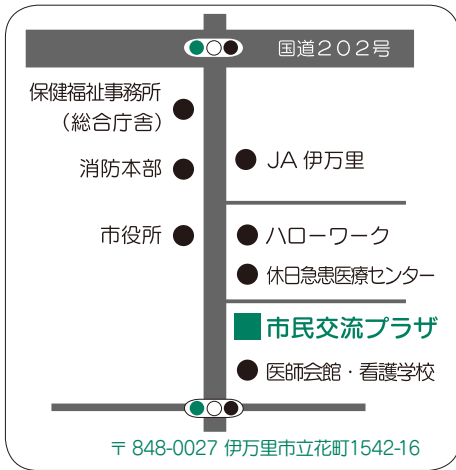 国道202号
保健福祉事務所
(総合庁舎)
JA 伊万里
消防本部
市役所
ハローワーク
休日急患医療センター
市民交流プラザ
医師会館・看護学校
〒848-0027 伊万里市立花町1542-16